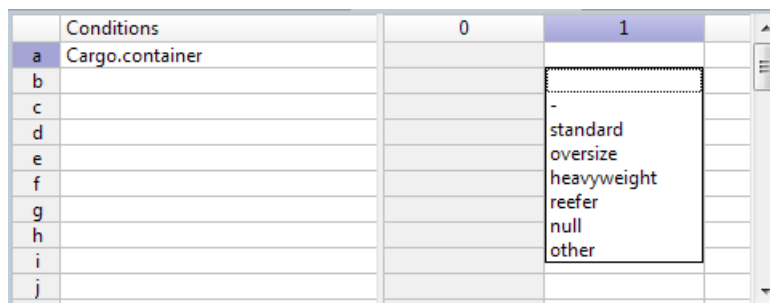 Conditions 0 1
a Cargo.container
b
-
c
d standard
e oversize
f heavyweight
g reefer
h null
i other
j